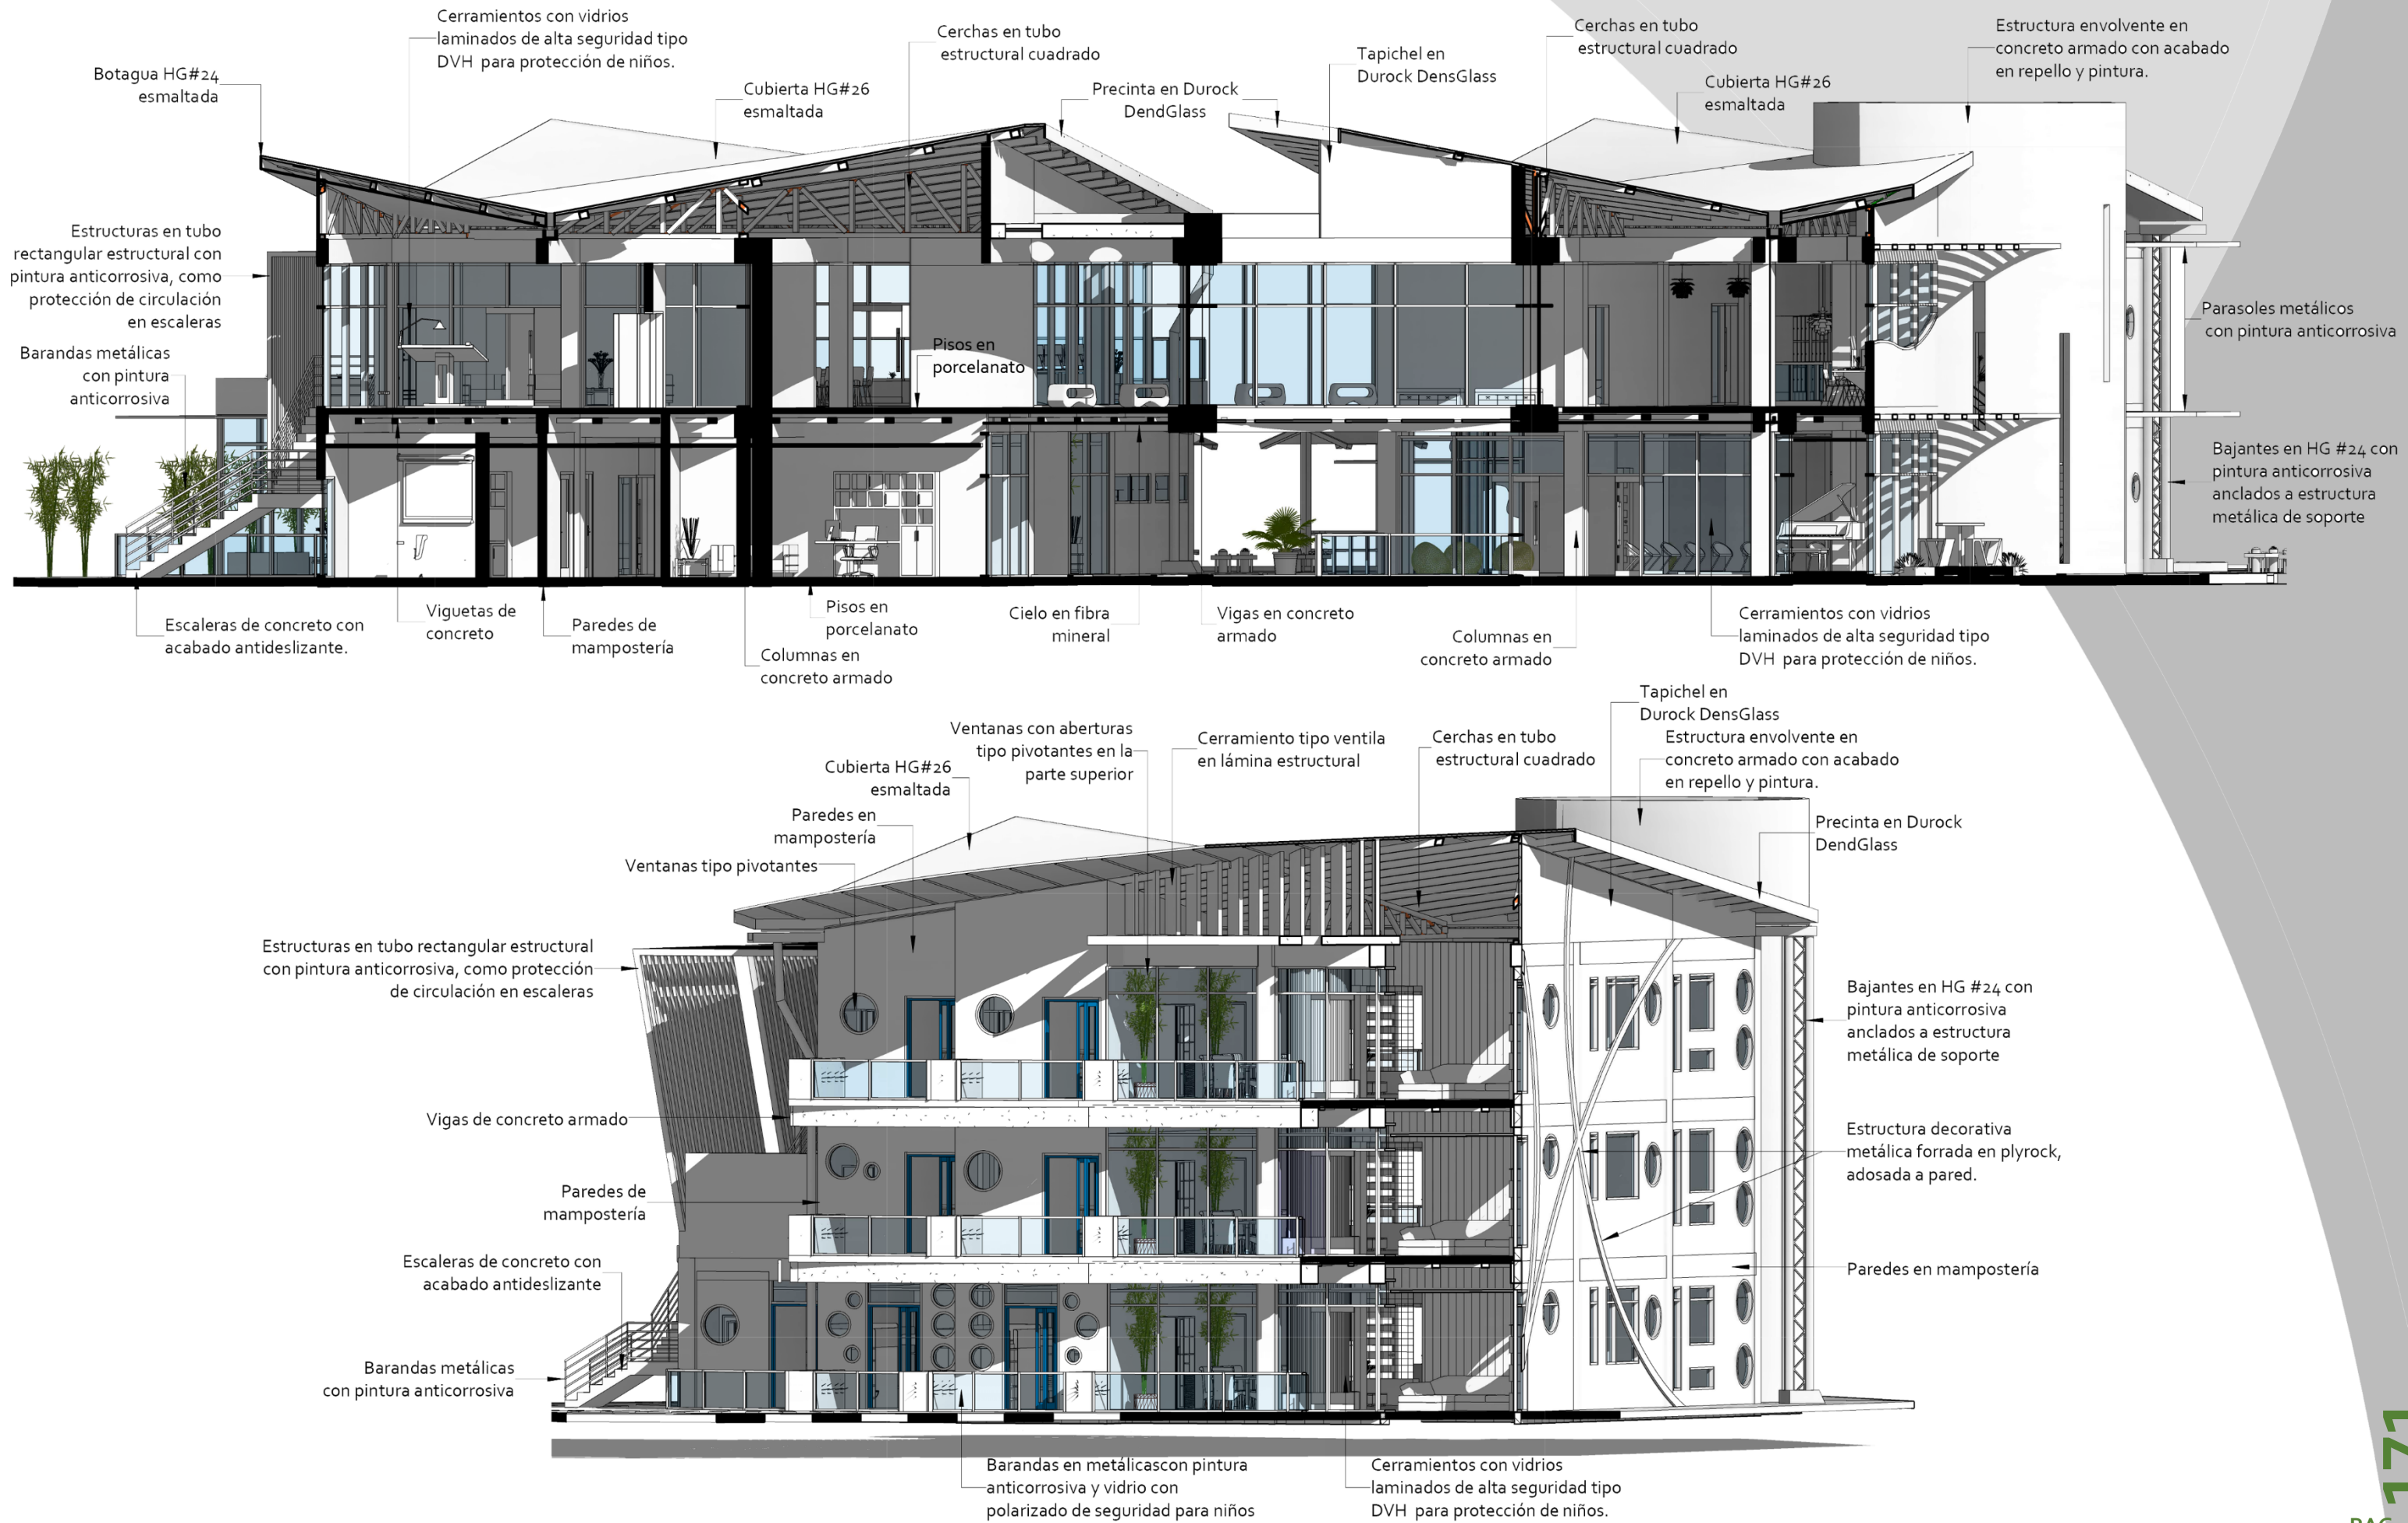 Cerramientos con vidrios
laminados de alta seguridad tipo
DVH para protección de niños.
Botagua HG#24
esmaltada
Cubierta HG#26
esmaltada
Cerchas en tubo
estructural cuadrado
Precinta en Durock
DendGlass
Tapichel en
Durock DensGlass
Cerchas en tubo
estructural cuadrado
Cubierta HG#26
esmaltada
Estructura envolvente en
concreto armado con acabado
en repello y pintura.
Estructuras en tubo
rectangular estructural con
pintura anticorrosiva, como
protección de circulación
en escaleras
Barandas metálicas
con pintura
anticorrosiva
Pisos en
porcelanato
Parasoles metálicos
con pintura anticorrosiva
Bajantes en HG #24 con
pintura anticorrosiva
anclados a estructura
metálica de soporte
Escaleras de concreto con
acabado antideslizante.
Viguetas de
concreto
Paredes de
mampostería
Columnas en
concreto armado
Pisos en
porcelanato
Cielo en fibra
mineral
Vigas en concreto
armado
Columnas en
concreto armado
Cerramientos con vidrios
laminados de alta seguridad tipo
DVH para protección de niños.
Cubierta HG#26
esmaltada
Paredes en
mampostería
Ventanas tipo pivotantes
Ventanas con aberturas
tipo pivotantes en la
parte superior
Cerramiento tipo ventila
en lámina estructural
Cerchas en tubo
estructural cuadrado
Tapichel en
Durock DensGlass
Estructura envolvente en
concreto armado con acabado
en repello y pintura.
Precinta en Durock
DendGlass
Estructuras en tubo rectangular estructural
con pintura anticorrosiva, como protección
de circulación en escaleras
Bajantes en HG #24 con
pintura anticorrosiva
anclados a estructura
metálica de soporte
Vigas de concreto armado
Estructura decorativa
metálica forrada en plyrock,
adosada a pared.
Paredes de
mampostería
Escaleras de concreto con
acabado antideslizante
Paredes en mampostería
Barandas metálicas
con pintura anticorrosiva
Barandas en metálicascon pintura
anticorrosiva y vidrio con
polarizado de seguridad para niños
Cerramientos con vidrios
laminados de alta seguridad tipo
DVH para protección de niños.
171